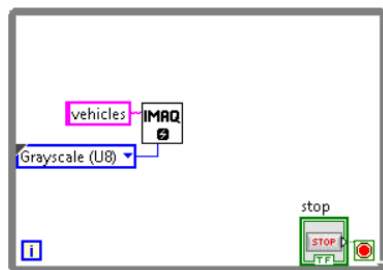 vehicles
IMAQ
Grayscale (U8)
stop
STOP
TF
i